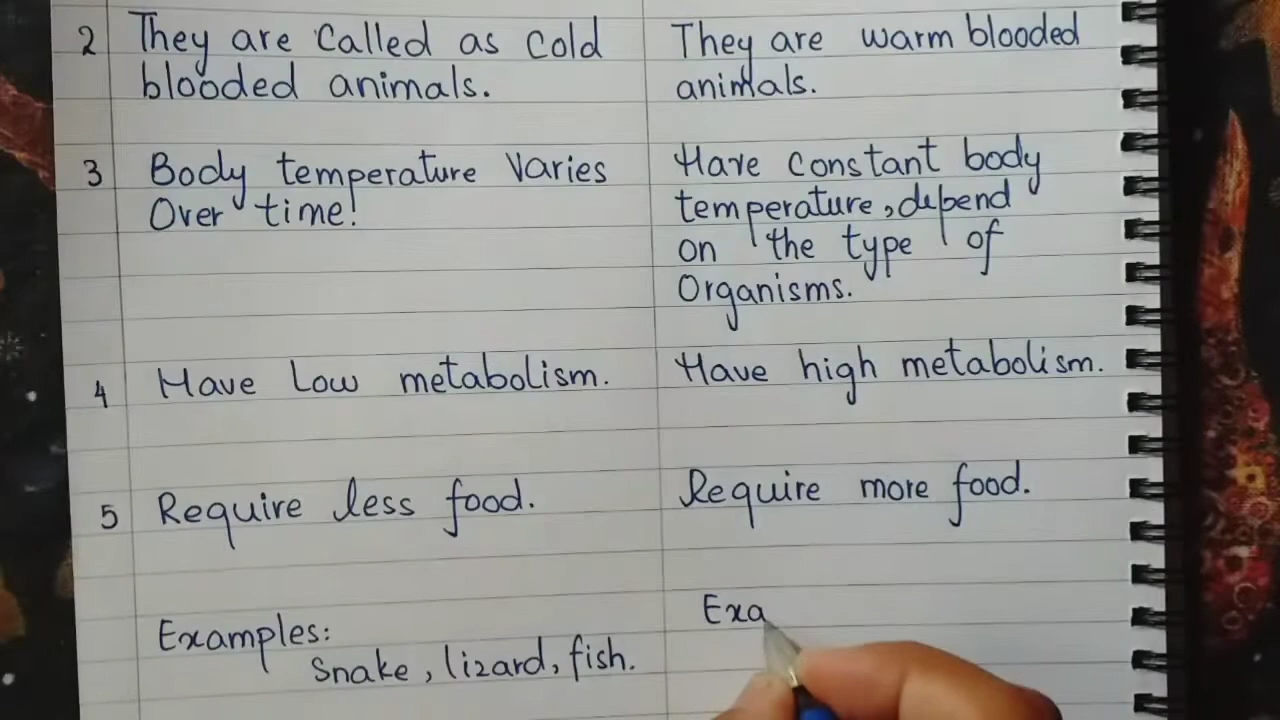 2 They are Called as Cold
blooded animals.
They are warm blooded
animals.
3 Body temperature Varies
Over time!
Have Constant body
temperature, depend
on the type of
Organisms.
4 Have Low metabolism.
Have high metabolism.
5 Require less food.
Require more food.
Examples:
Snake, lizard, fish.
Exa